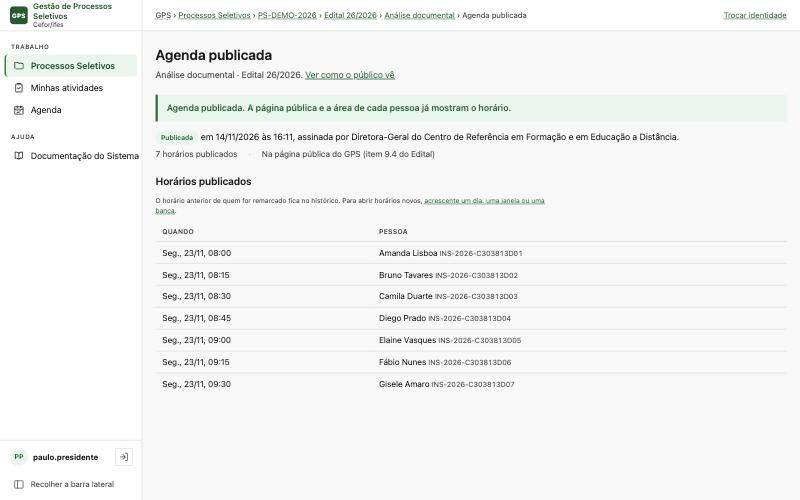 GPS
Gestão de Processos
Seletivos
Cefor/Ifes
GPS › Processos Seletivos › PS-DEMO-2026 › Edital 26/2026 › Análise documental › Agenda publicada
Trocar identidade
TRABALHO
Processos Seletivos
Minhas atividades
Agenda
AJUDA
Documentação do Sistema
Agenda publicada
Análise documental · Edital 26/2026. Ver como o público vê
Agenda publicada. A página pública e a área de cada pessoa já mostram o horário.
Publicada em 14/11/2026 às 16:11, assinada por Diretora-Geral do Centro de Referência em Formação e em Educação a Distância.
7 horários publicados · Na página pública do GPS (item 9.4 do Edital)
Horários publicados
O horário anterior de quem for remarcado fica no histórico. Para abrir horários novos, acrescente um dia, uma janela ou uma
banca.
QUANDO PESSOA
Seg., 23/11, 08:00 Amanda Lisboa INS-2026-C303813D01
Seg., 23/11, 08:15 Bruno Tavares INS-2026-C303813D02
Seg., 23/11, 08:30 Camila Duarte INS-2026-C303813D03
Seg., 23/11, 08:45 Diego Prado INS-2026-C303813D04
Seg., 23/11, 09:00 Elaine Vasques INS-2026-C303813D05
Seg., 23/11, 09:15 Fábio Nunes INS-2026-C303813D06
Seg., 23/11, 09:30 Gisele Amaro INS-2026-C303813D07
PP paulo.presidente
Recolher a barra lateral